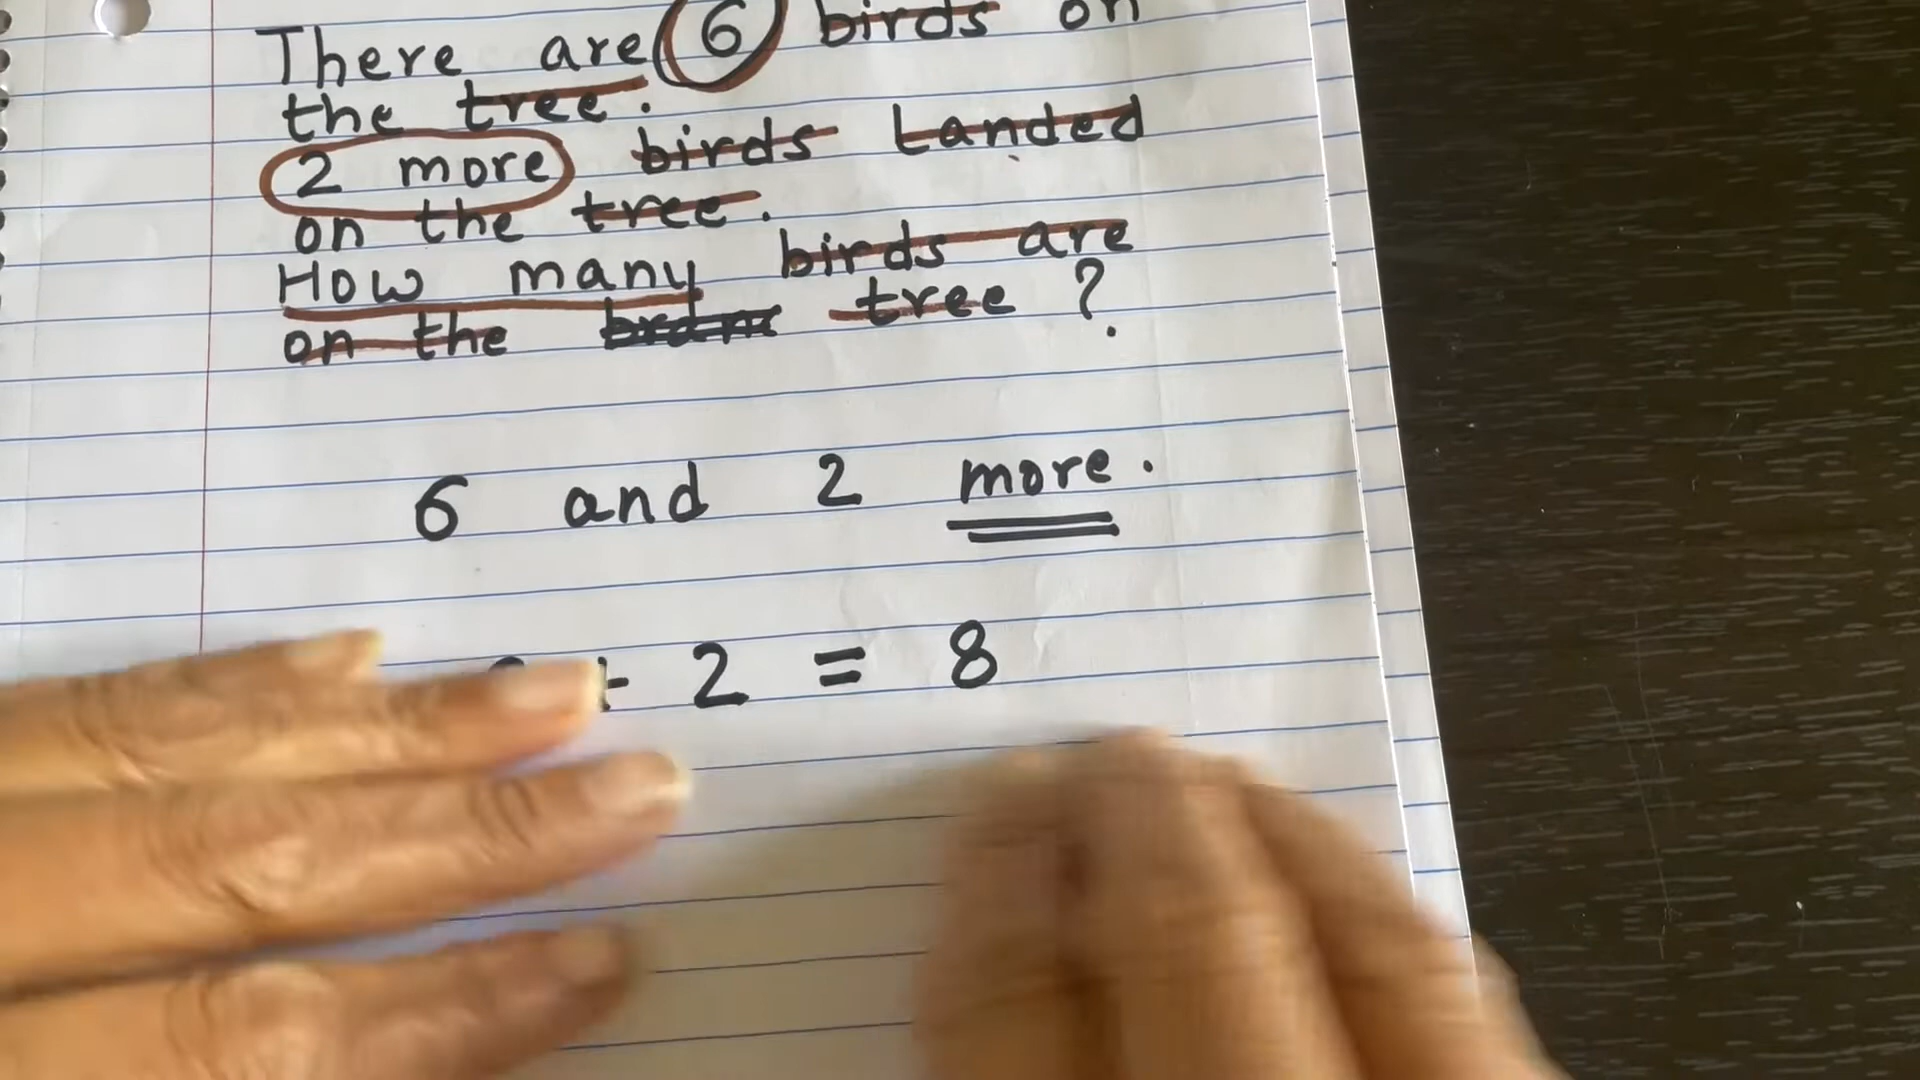 There are 6 birds on
the tree.
2 more birds Landed
on the tree.
How many birds are
on the tree?
6 and 2 more.
+ 2 = 8